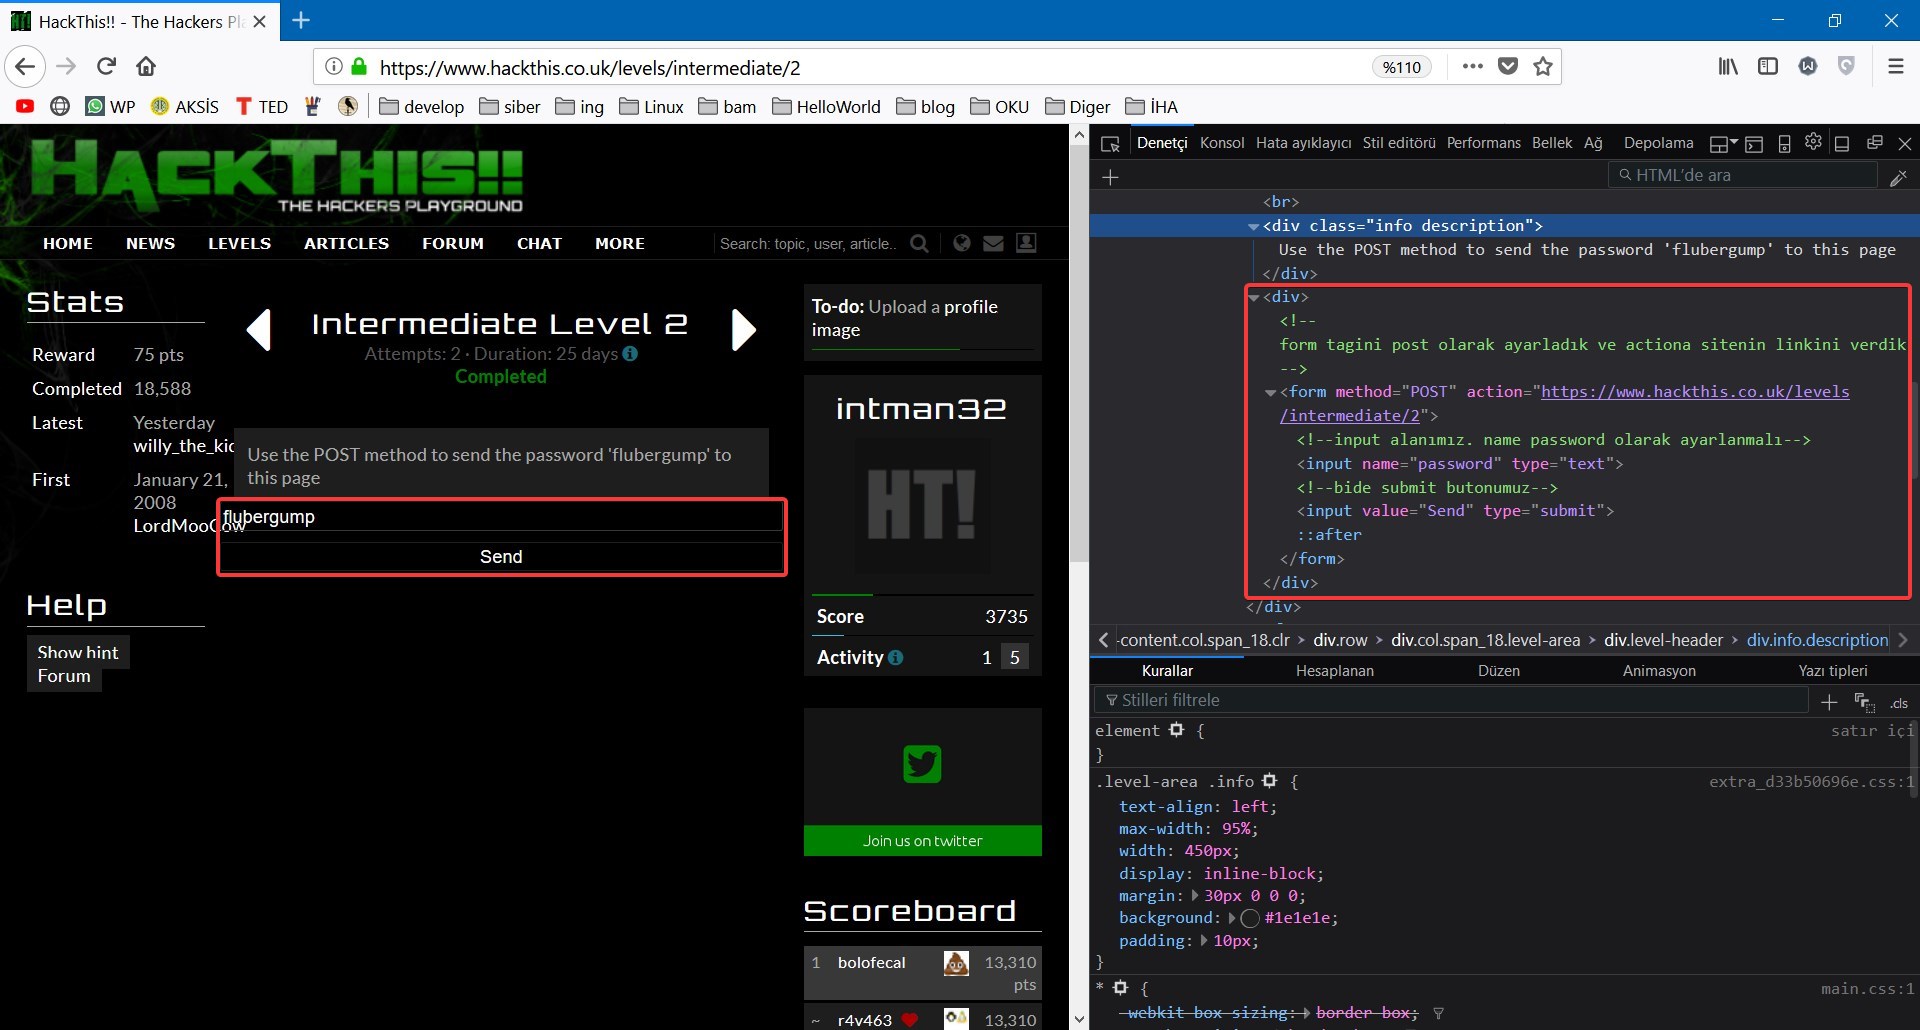 HackThis!! - The Hackers Pl
https://www.hackthis.co.uk/levels/intermediate/2
%110
WP
AKSİS
TED
develop
siber
ing
Linux
bam
HelloWorld
blog
OKU
Diger
İHA
HACKTHIS!!
THE HACKERS PLAYGROUND
HOME NEWS LEVELS ARTICLES FORUM CHAT MORE
Search: topic, user, article..
Stats
Reward 75 pts
Completed 18,588
Latest Yesterday
willy_the_kid
First January 21,
2008
LordMooCow
Help
Show hint
Forum
Intermediate Level 2
Attempts: 2 · Duration: 25 days
Completed
Use the POST method to send the password 'flubergump' to
this page
flubergump
Send
To-do: Upload a profile
image
intman32
HT!
Score 3735
Activity 1 5
Join us on twitter
Scoreboard
1 bolofecal 13,310
pts
~ r4v463 13,310
Denetçi Konsol Hata ayıklayıcı Stil editörü Performans Bellek Ağ Depolama
HTML'de ara
<br>
<div class="info description">
Use the POST method to send the password 'flubergump' to this page
</div>
<div>
<!--
form tagini post olarak ayarladık ve actiona sitenin linkini verdik
-->
<form method="POST" action="https://www.hackthis.co.uk/levels
/intermediate/2">
<!--input alanımız. name password olarak ayarlanmalı-->
<input name="password" type="text">
<!--bide submit butonumuz-->
<input value="Send" type="submit">
::after
</form>
</div>
</div>
-content.col.span_18.clr > div.row > div.col.span_18.level-area > div.level-header > div.info.description
Kurallar Hesaplanan Düzen Animasyon Yazı tipleri
Stilleri filtrele
.cls
element {
satır içi
}
.level-area .info {
extra_d33b50696e.css:1
text-align: left;
max-width: 95%;
width: 450px;
display: inline-block;
margin: 30px 0 0 0;
background: #1e1e1e;
padding: 10px;
}
* {
main.css:1
-webkit-box-sizing: border-box;